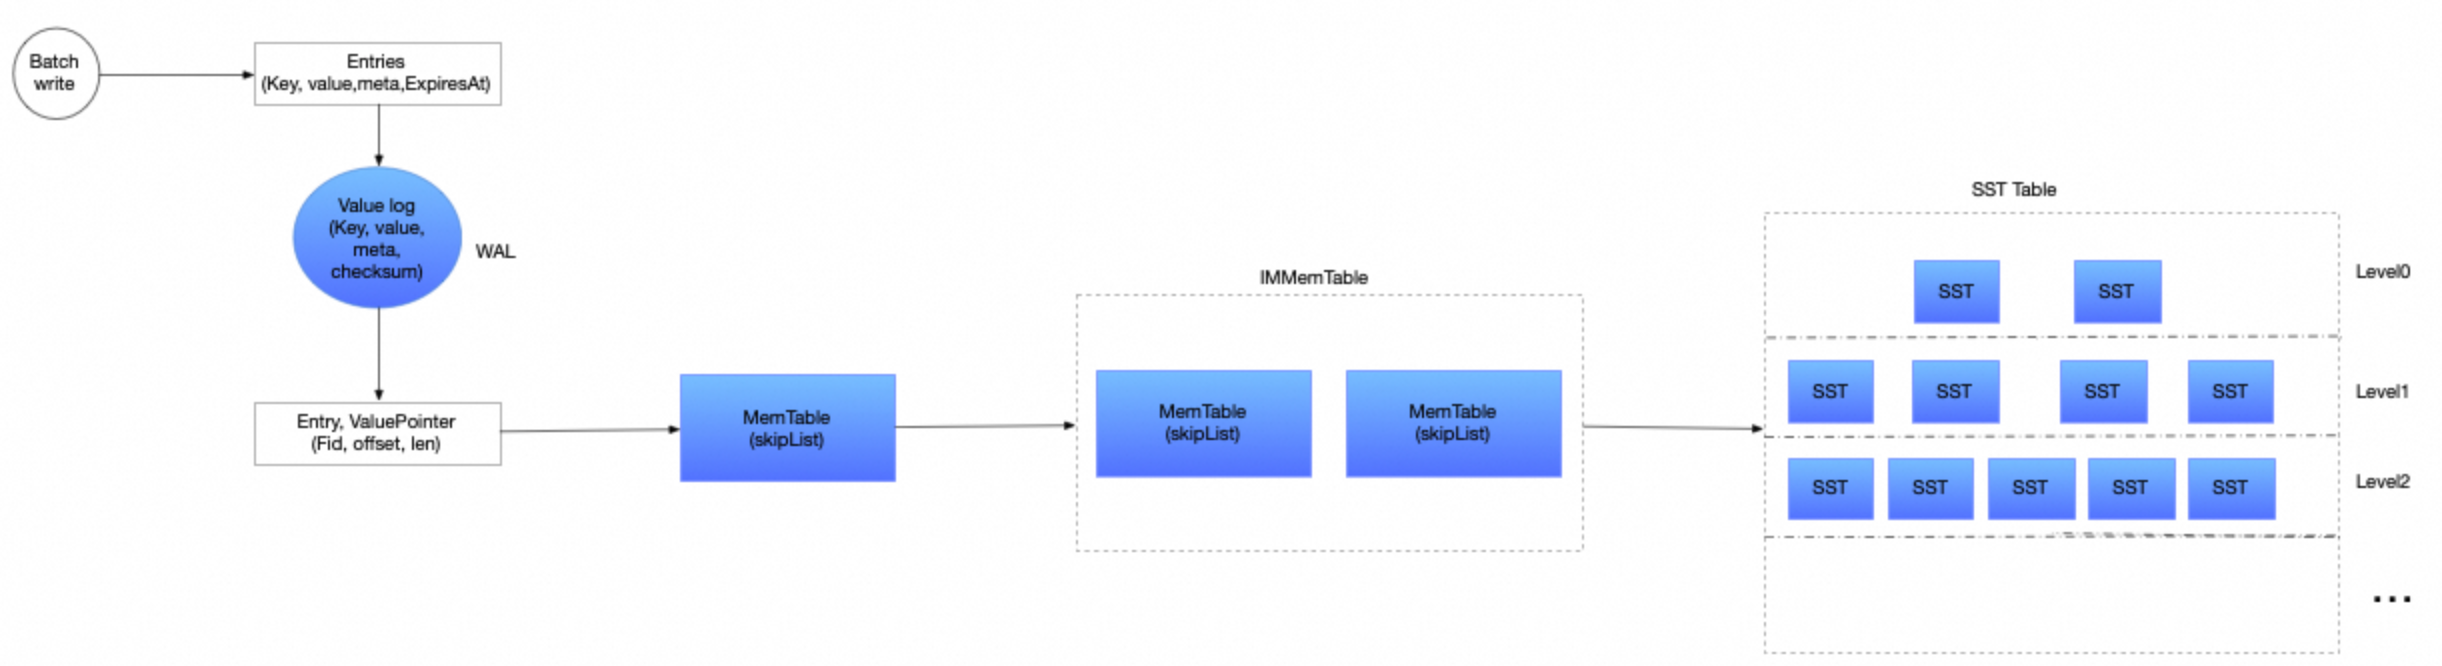 Batch
write
Entries
(Key, value,meta,ExpiresAt)
Value log
(Key, value,
meta,
checksum)
WAL
Entry, ValuePointer
(Fid, offset, len)
MemTable
(skipList)
IMMemTable
MemTable
(skipList)
MemTable
(skipList)
SST Table
SST SST
Level0
SST SST SST SST
Level1
SST SST SST SST SST
Level2
...